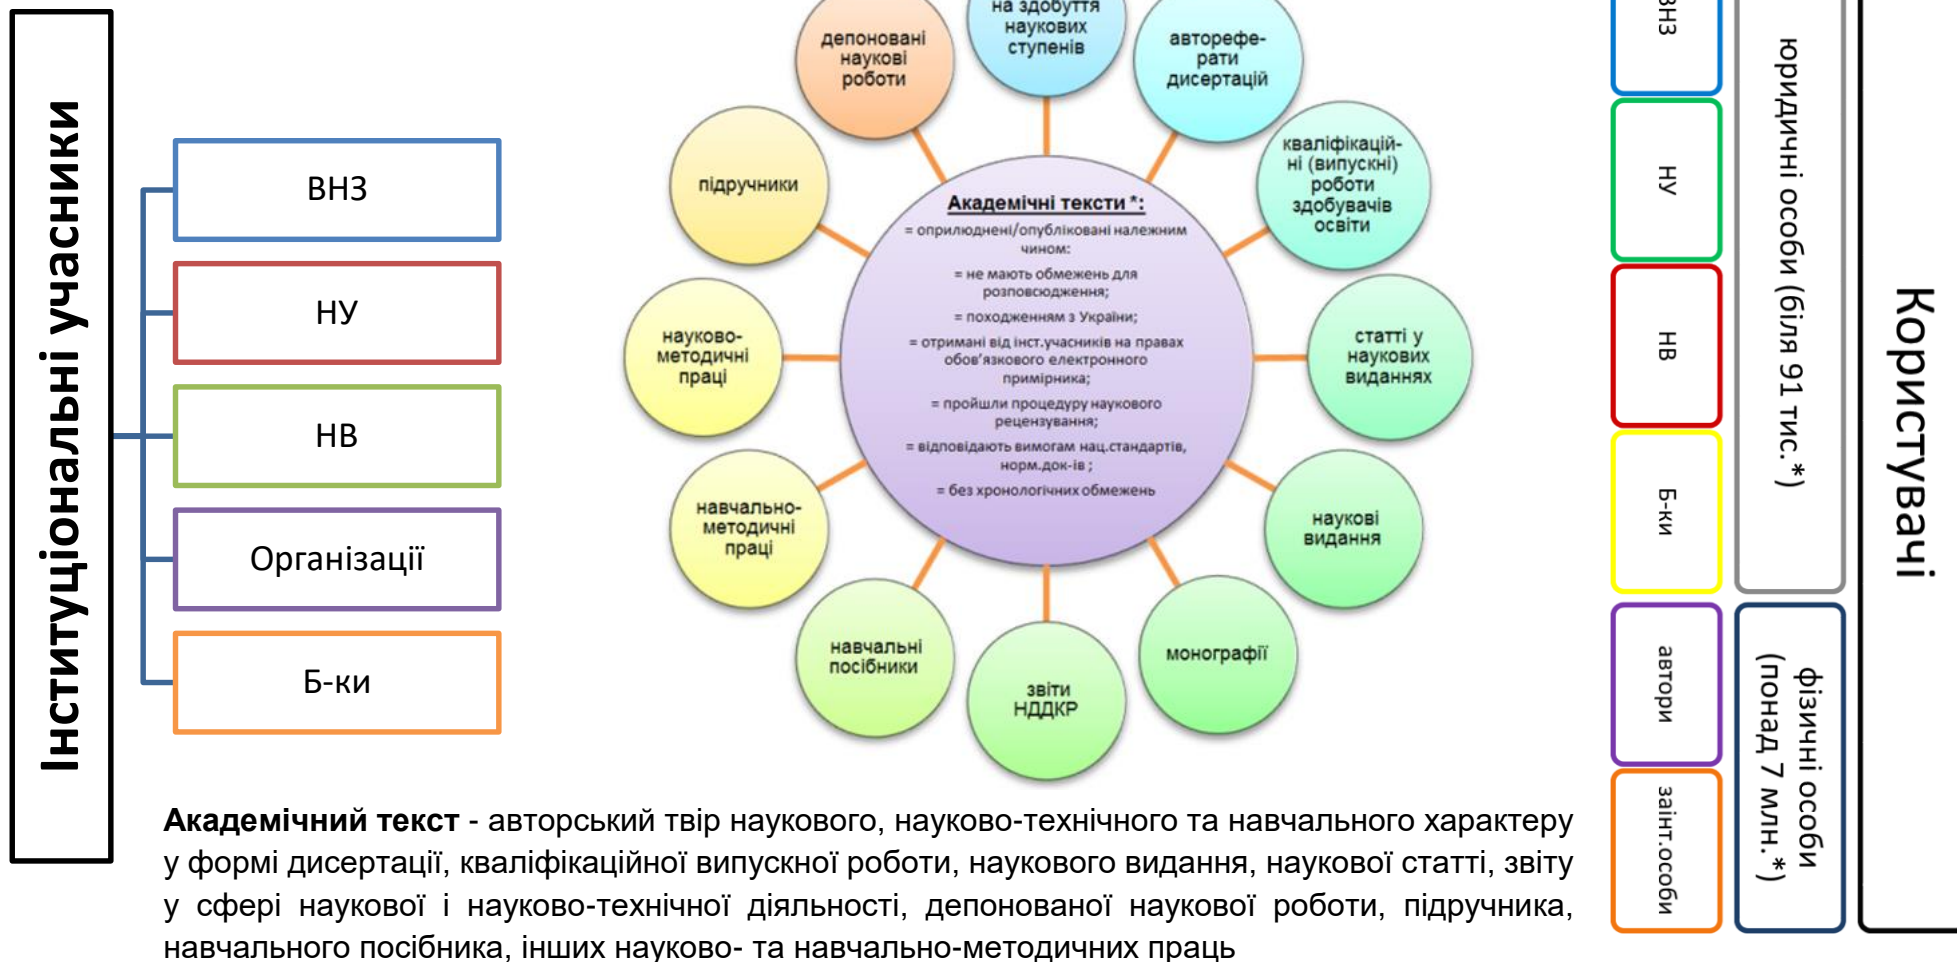 Інституціональні учасники
ВНЗ
НУ
НВ
Організації
Б-ки
на здобуття
наукових
ступенів
авторефе-
рати
дисертацій
кваліфікацій-
ні (випускні)
роботи
здобувачів
освіти
статті у
наукових
виданнях
наукові
видання
монографії
звіти
НДДКР
навчальні
посібники
навчально-
методичні
праці
науково-
методичні
праці
підручники
депоновані
наукові
роботи
Академічні тексти *:
= оприлюднені/опубліковані належним
чином:
= не мають обмежень для
розповсюдження;
= походженням з України;
= отримані від інст.учасників на правах
обов’язкового електронного
примірника;
= пройшли процедуру наукового
рецензування;
= відповідають вимогам нац.стандартів,
норм.док-ів ;
= без хронологічних обмежень
ВНЗ
НУ
НВ
Б-ки
автори
заінт.особи
юридичні особи (біля 91 тис.*)
фізичні особи
(понад 7 млн.*)
Користувачі
Академічний текст - авторський твір наукового, науково-технічного та навчального характеру
у формі дисертації, кваліфікаційної випускної роботи, наукового видання, наукової статті, звіту
у сфері наукової і науково-технічної діяльності, депонованої наукової роботи, підручника,
навчального посібника, інших науково- та навчально-методичних праць